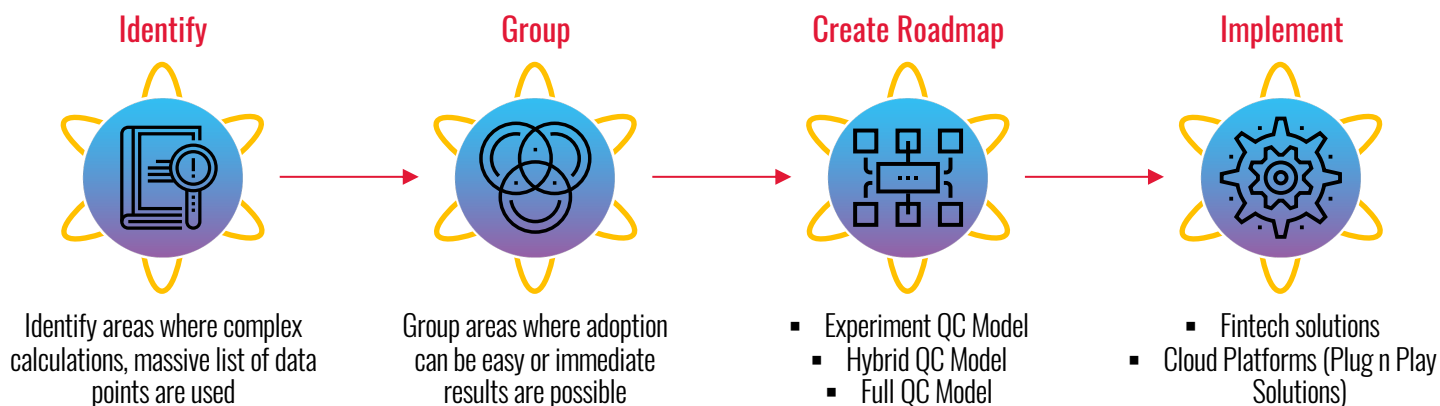 Identify
Identify areas where complex
calculations, massive list of data
points are used
Group
Group areas where adoption
can be easy or immediate
results are possible
Create Roadmap
▪ Experiment QC Model
▪ Hybrid QC Model
▪ Full QC Model
Implement
▪ Fintech solutions
▪ Cloud Platforms (Plug n Play
Solutions)